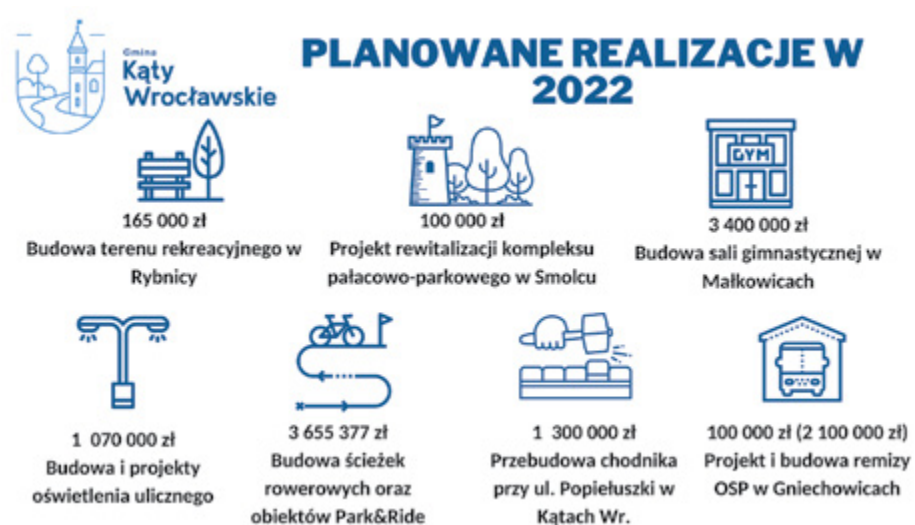 Gmina
Kąty
Wrocławskie
PLANOWANE REALIZACJE W
2022
165 000 zł
Budowa terenu rekreacyjnego w
Rybnicy
100 000 zł
Projekt rewitalizacji kompleksu
pałacowo-parkowego w Smolcu
GYM
3 400 000 zł
Budowa sali gimnastycznej w
Małkowicach
1 070 000 zł
Budowa i projekty
oświetlenia ulicznego
3 655 377 zł
Budowa ścieżek
rowerowych oraz
obiektów Park&Ride
1 300 000 zł
Przebudowa chodnika
przy ul. Popiełuszki w
Kątach Wr.
100 000 zł (2 100 000 zł)
Projekt i budowa remizy
OSP w Gniechowicach